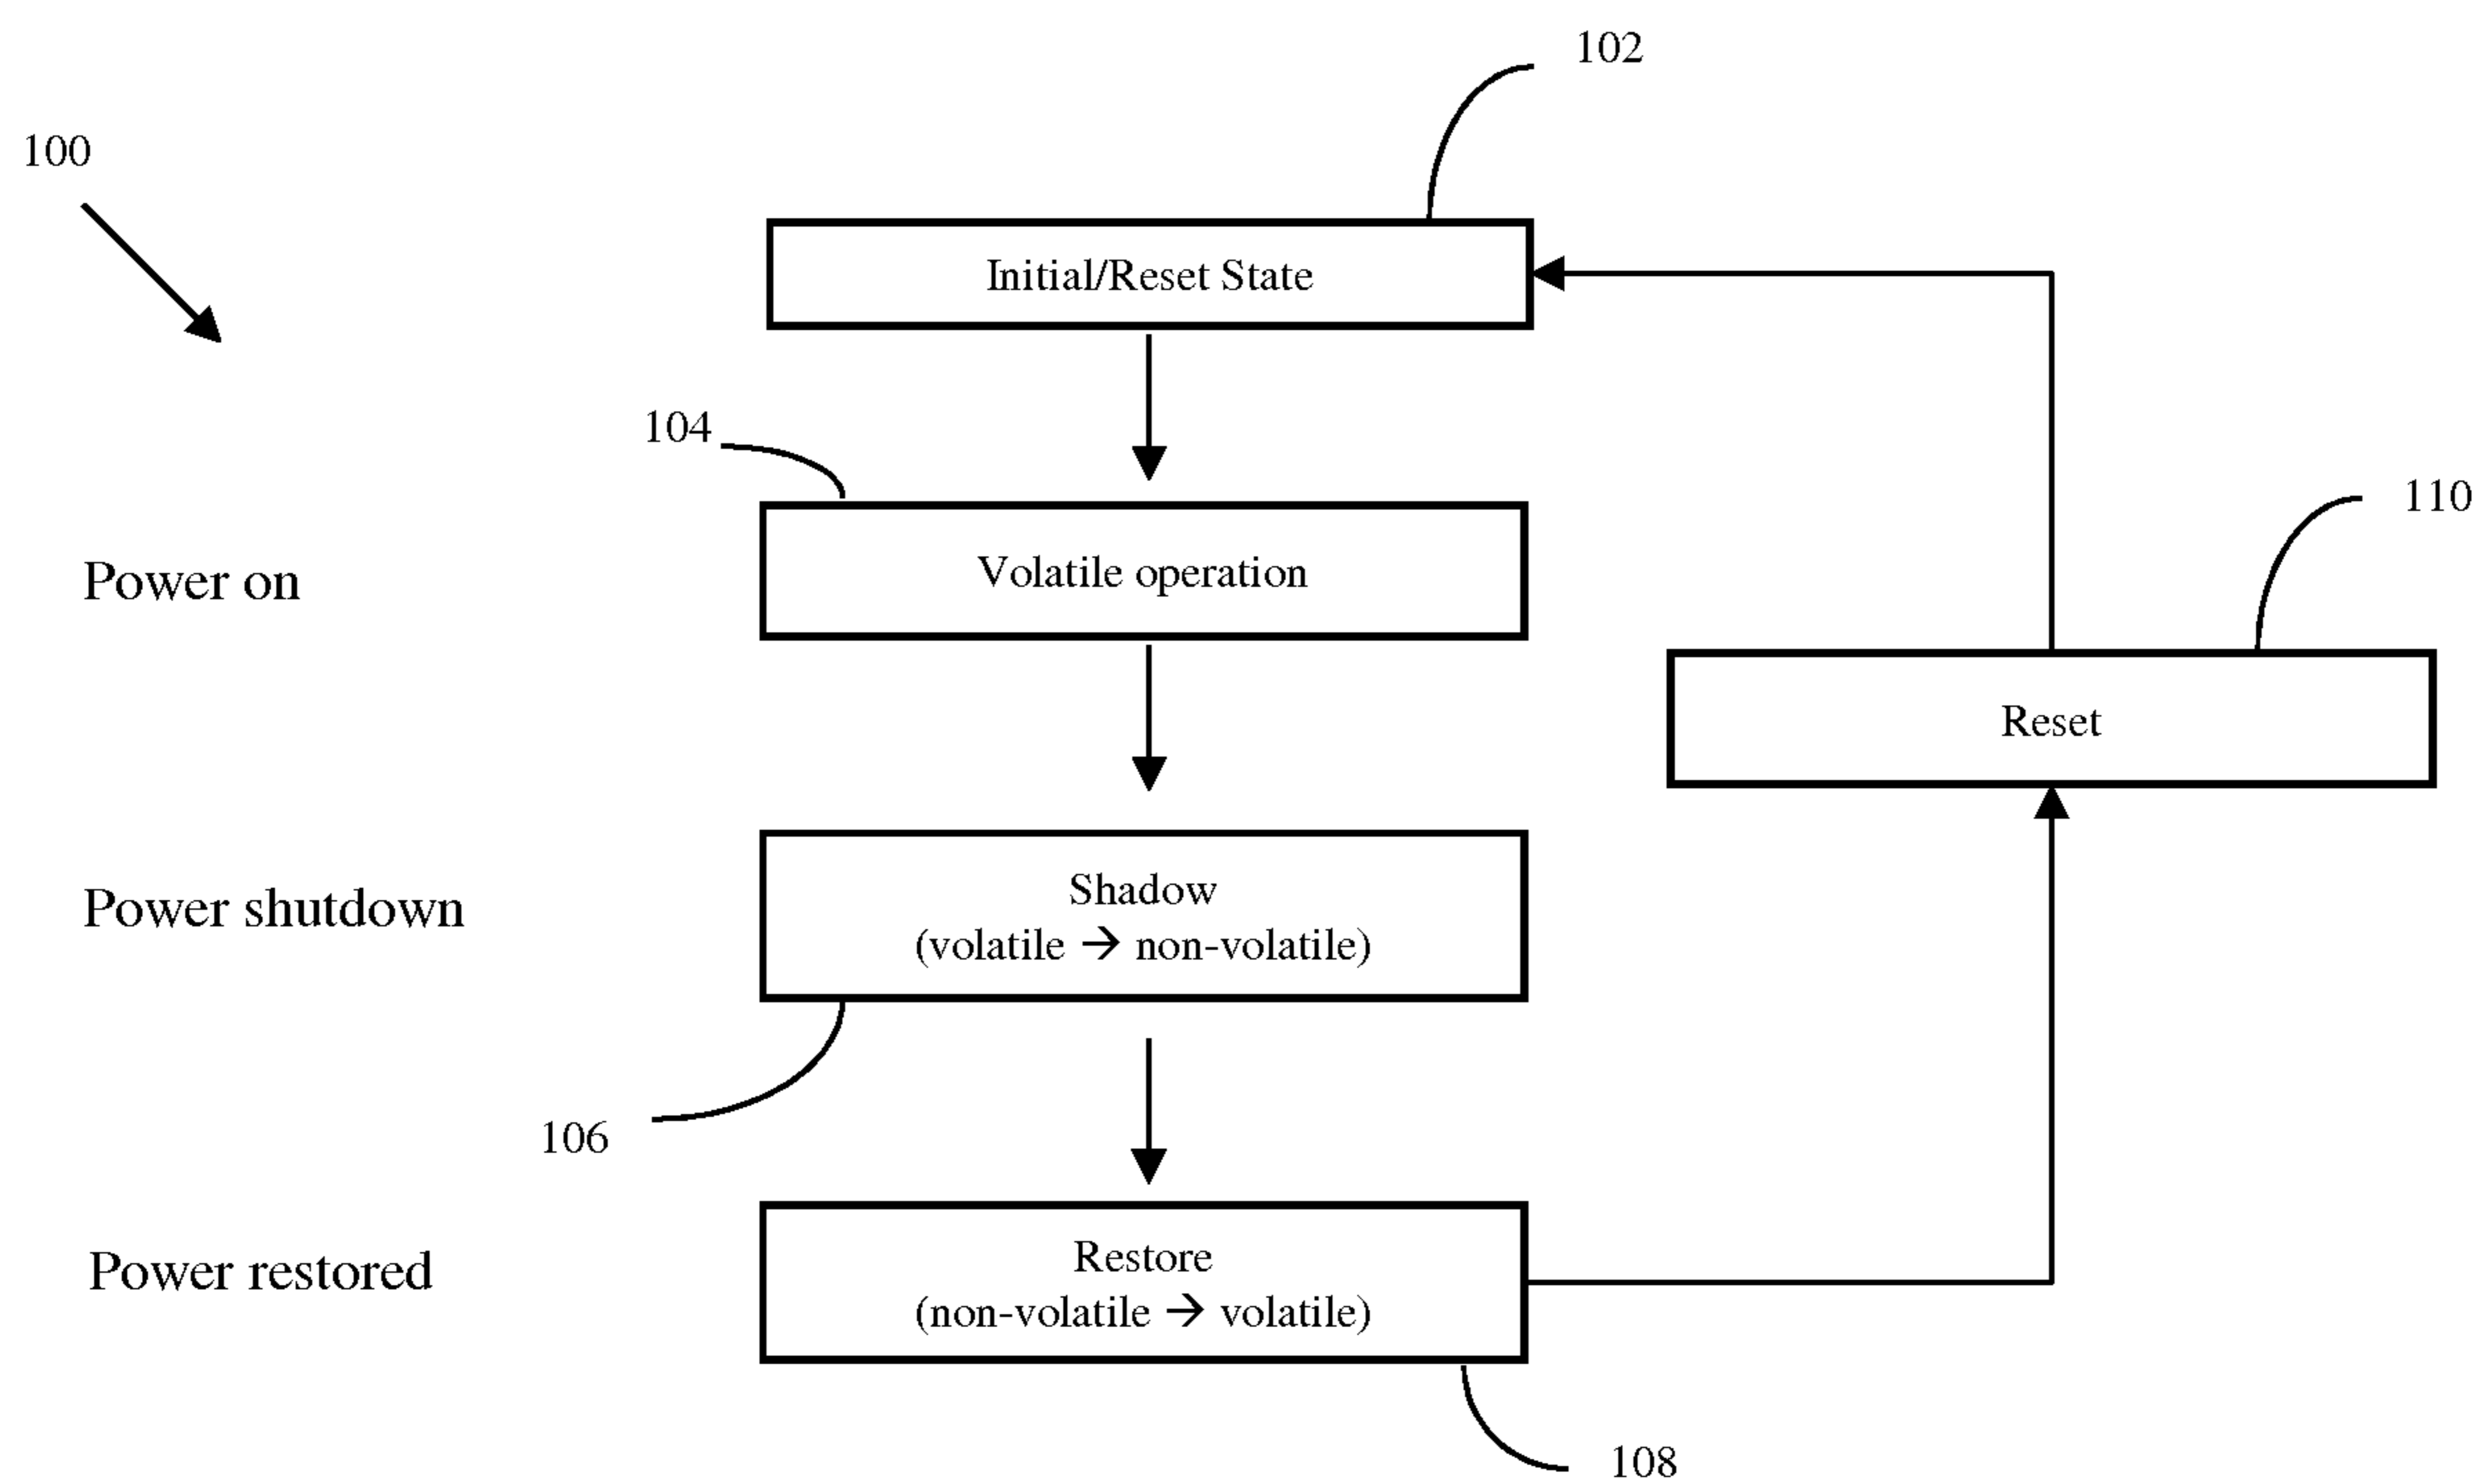 102
100
Initial/Reset State
104
110
Power on
Volatile operation
Reset
Power shutdown
Shadow
(volatile → non-volatile)
106
Power restored
Restore
(non-volatile → volatile)
108